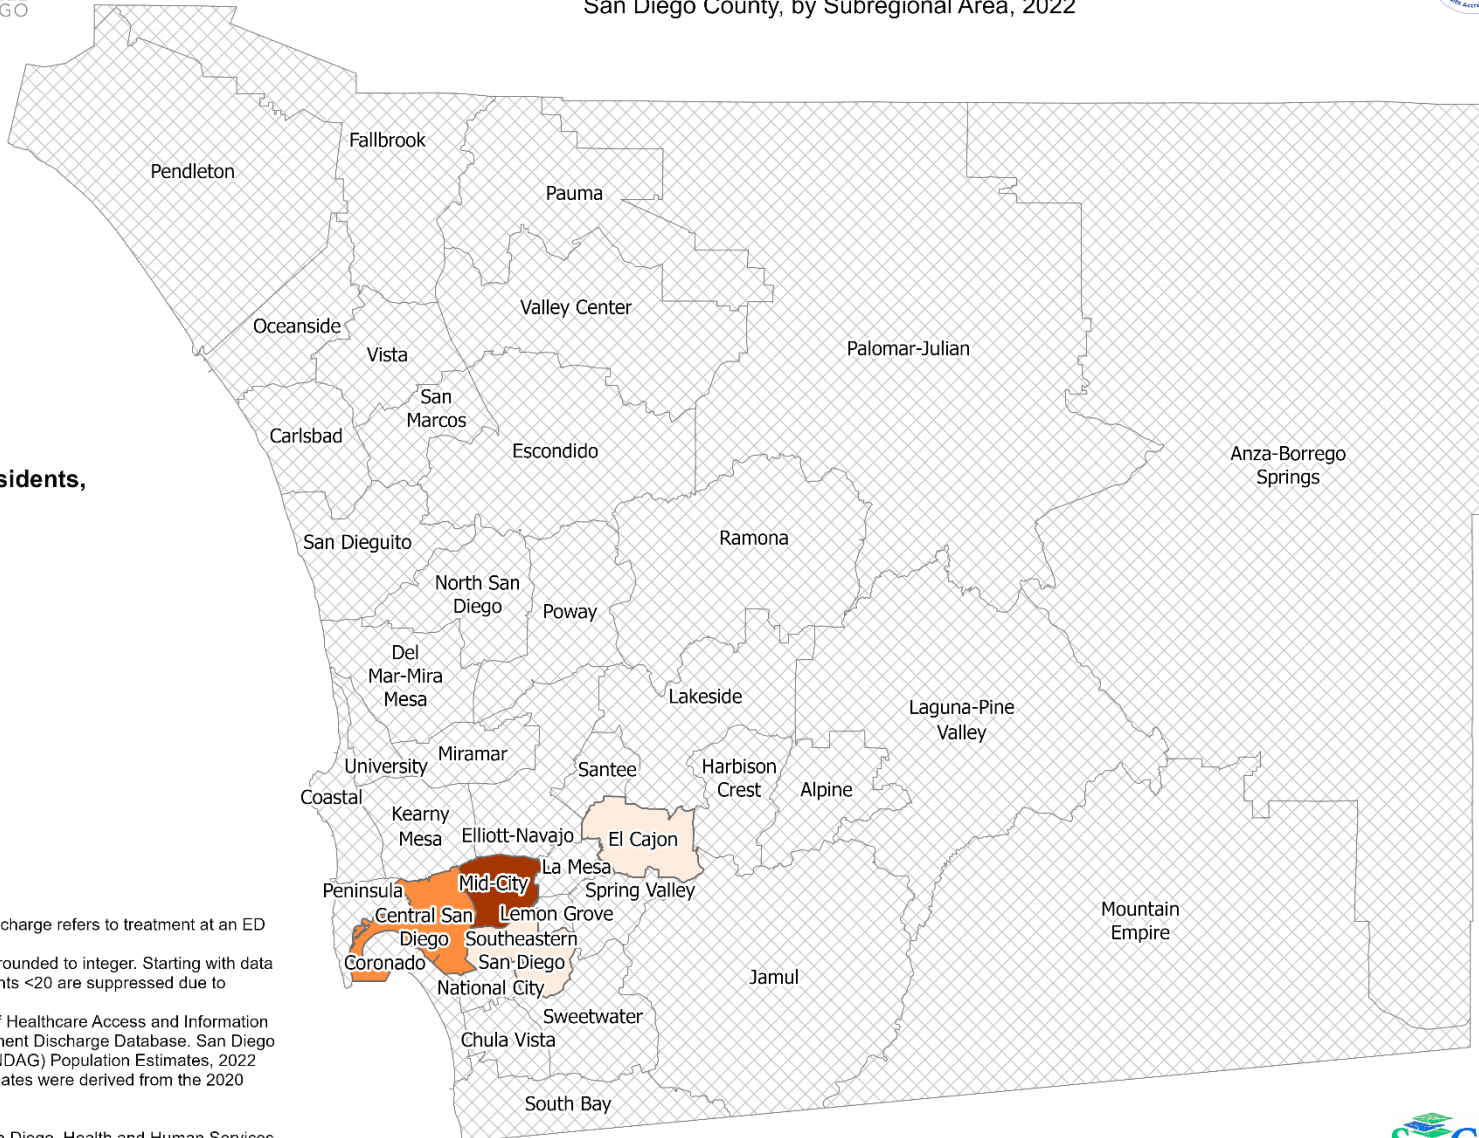 GO
San Diego County, by Subregional Area, 2022
Fallbrook
Pendleton
Pauma
Valley Center
Oceanside
Vista
Palomar-Julian
San
Marcos
Carlsbad
Escondido
Anza-Borrego
Springs
sidents,
San Dieguito
Ramona
North San
Diego
Poway
Del
Mar-Mira
Mesa
Lakeside
Laguna-Pine
Valley
Miramar
University
Santee
Harbison
Crest
Alpine
Coastal
Kearny
Mesa
Elliott-Navajo
El Cajon
La Mesa
Mid-City
Peninsula
Spring Valley
Central San
Diego
Lemon Grove
Mountain
Empire
Southeastern
San Diego
Coronado
National City
Jamul
Sweetwater
Chula Vista
South Bay
charge refers to treatment at an ED
rounded to integer. Starting with data
nts <20 are suppressed due to
f Healthcare Access and Information
ment Discharge Database. San Diego
NDAG) Population Estimates, 2022
ates were derived from the 2020
n Diego, Health and Human Services